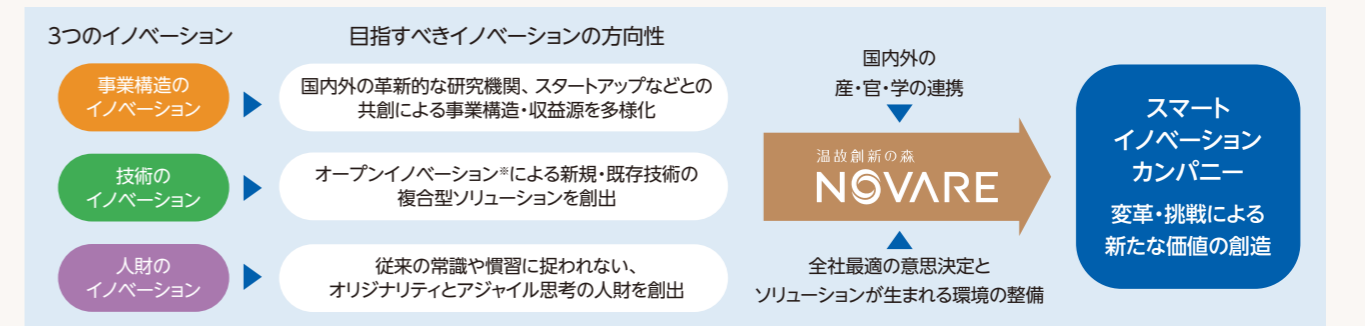 3つのイノベーション
目指すべきイノベーションの方向性
事業構造の
イノベーション
国内外の革新的な研究機関、スタートアップなどとの
共創による事業構造・収益源を多様化
技術の
イノベーション
オープンイノベーション※による新規・既存技術の
複合型ソリューションを創出
人財の
イノベーション
従来の常識や慣習に捉われない、
オリジナリティとアジャイル思考の人財を創出
国内外の
産・官・学の連携
温故創新の森
NOVARE
全社最適の意思決定と
ソリューションが生まれる環境の整備
スマート
イノベーション
カンパニー
変革・挑戦による
新たな価値の創造